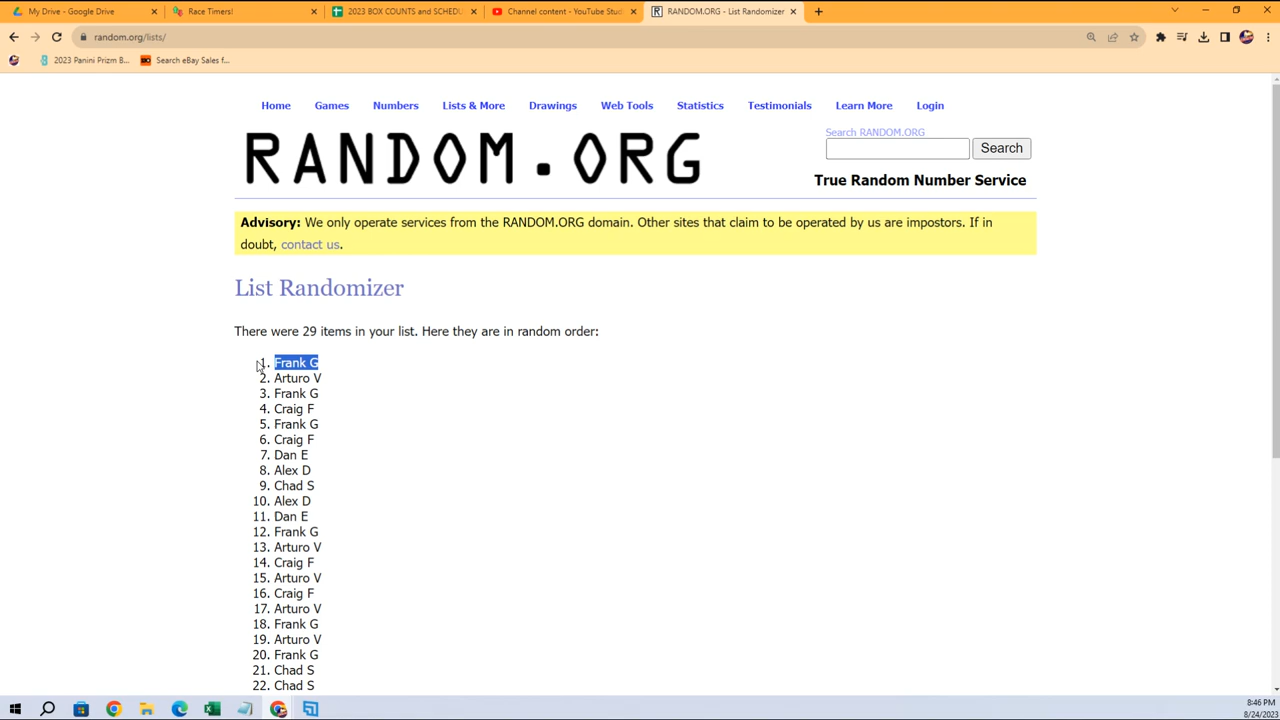 My Drive - Google Drive
Race Timers!
2023 BOX COUNTS and SCHEDU
Channel content - YouTube Stud
RANDOM.ORG - List Randomizer
random.org/lists/
2023 Panini Prizm B...
Search eBay Sales f...
Home Games Numbers Lists & More Drawings Web Tools Statistics Testimonials Learn More Login
RANDOM.ORG
Search RANDOM.ORG
Search
True Random Number Service
Advisory: We only operate services from the RANDOM.ORG domain. Other sites that claim to be operated by us are impostors. If in
doubt, contact us.
List Randomizer
There were 29 items in your list. Here they are in random order:
1. Frank G
2. Arturo V
3. Frank G
4. Craig F
5. Frank G
6. Craig F
7. Dan E
8. Alex D
9. Chad S
10. Alex D
11. Dan E
12. Frank G
13. Arturo V
14. Craig F
15. Arturo V
16. Craig F
17. Arturo V
18. Frank G
19. Arturo V
20. Frank G
21. Chad S
22. Chad S
8:46 PM
8/24/2023